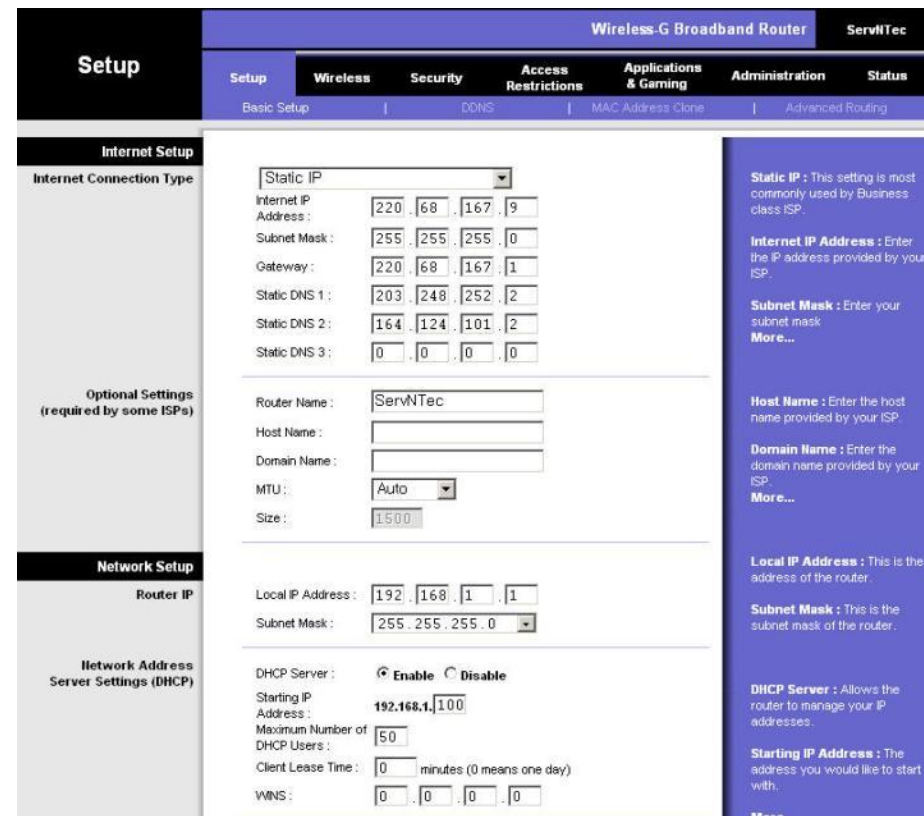 Wireless-G Broadband Router ServNTec
Setup
Setup Wireless Security Access Restrictions Applications & Gaming Administration Status
Basic Setup | DDNS | MAC Address Clone | Advanced Routing
Internet Setup
Internet Connection Type
Static IP
Internet IP
Address :
220 . 68 . 167 . 9
Subnet Mask : 255 . 255 . 255 . 0
Gateway : 220 . 68 . 167 . 1
Static DNS 1 : 203 . 248 . 252 . 2
Static DNS 2 : 164 . 124 . 101 . 2
Static DNS 3 : 0 . 0 . 0 . 0
Static IP : This setting is most
commonly used by Business
class ISP.
Internet IP Address : Enter
the IP address provided by your
ISP.
Subnet Mask : Enter your
subnet mask
More...
Optional Settings
(required by some ISPs)
Router Name : ServNTec
Host Name :
Domain Name :
MTU : Auto
Size : 1500
Host Name : Enter the host
name provided by your ISP.
Domain Name : Enter the
domain name provided by your
ISP.
More...
Network Setup
Router IP
Local IP Address : 192 . 168 . 1 . 1
Subnet Mask : 255.255.255.0
Local IP Address : This is the
address of the router.
Subnet Mask : This is the
subnet mask of the router.
Network Address
Server Settings (DHCP)
DHCP Server : Enable Disable
Starting IP
Address :
192.168.1. 100
Maximum Number of
DHCP Users :
50
Client Lease Time : 0 minutes (0 means one day)
WINS : 0 . 0 . 0 . 0
DHCP Server : Allows the
router to manage your IP
addresses.
Starting IP Address : The
address you would like to start
with.